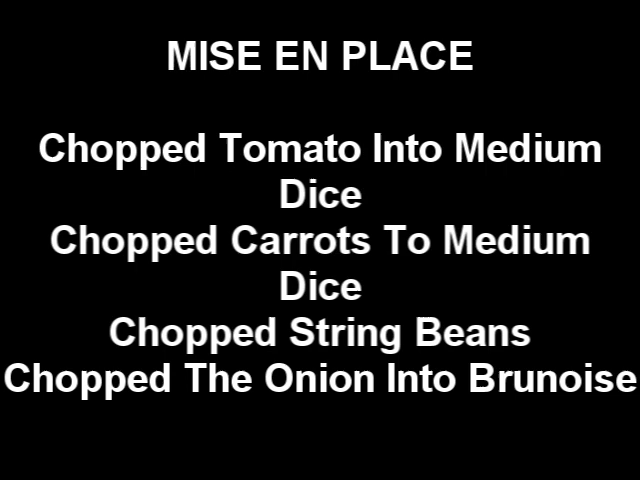 MISE EN PLACE
Chopped Tomato Into Medium
Dice
Chopped Carrots To Medium
Dice
Chopped String Beans
Chopped The Onion Into Brunoise